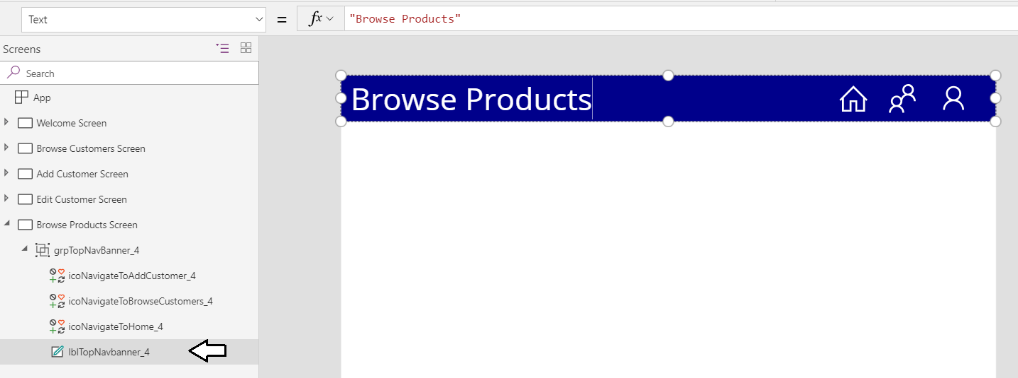 Text = fx "Browse Products"
Screens
Search
App
Welcome Screen
Browse Customers Screen
Add Customer Screen
Edit Customer Screen
Browse Products Screen
grpTopNavBanner_4
icoNavigateToAddCustomer_4
icoNavigateToBrowseCustomers_4
icoNavigateToHome_4
lblTopNavbanner_4
Browse Products